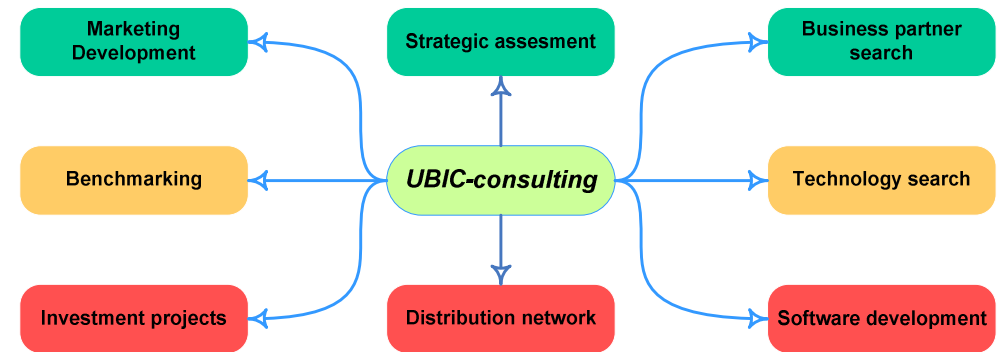 Marketing
Development
Strategic assesment
Business partner
search
Benchmarking
UBIC-consulting
Technology search
Investment projects
Distribution network
Software development